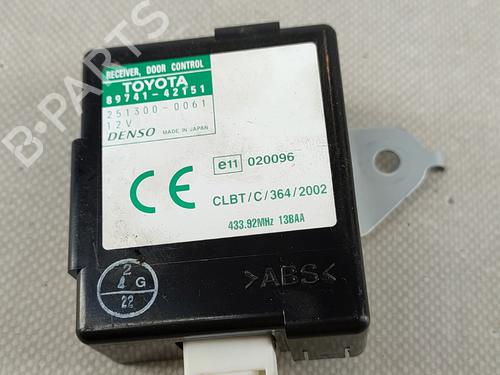 RECEIVER, DOOR CONTROL
TOYOTA
89741-42151
251300-0061
12V
DENSO MADE IN JAPAN
e11 020096
CE
CLBT/C/364/2002
433.92MHz 13BAA
2
4 G
22
>ABS<
B-PARTS